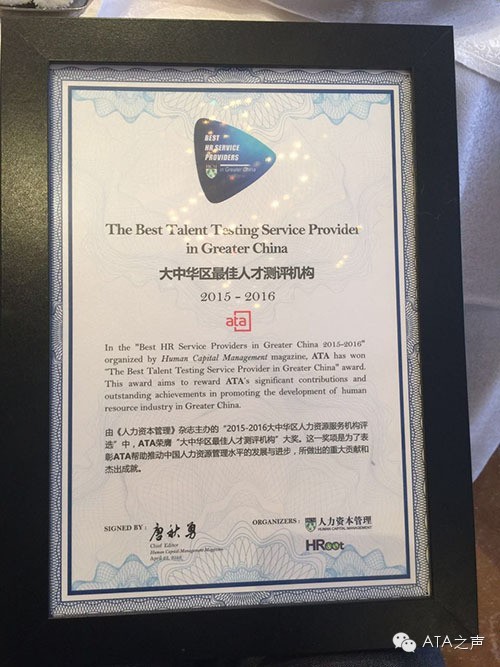 BEST
HR SERVICE
PROVIDERS
in Greater China
The Best Talent Testing Service Provider
in Greater China
大中华区最佳人才测评机构
2015 - 2016
ata
In the "Best HR Service Providers in Greater China 2015-2016"
organized by Human Capital Management magazine, ATA has won
"The Best Talent Testing Service Provider in Greater China" award.
This award aims to reward ATA's significant contributions and
outstanding achievements in promoting the development of human
resource industry in Greater China.
由《人力资本管理》杂志主办的"2015-2016大中华区人力资源服务机构评
选"中，ATA荣膺"大中华区最佳人才测评机构"大奖。这一奖项是为了表
彰ATA帮助推动中国人力资源管理水平的发展与进步，所做出的重大贡献和
杰出成就。
SIGNED BY : 唐秋勇
Chief Editor
Human Capital Management Magazine
ORGANIZERS : 人力资本管理
HUMAN CAPITAL MANAGEMENT
HRoot
ATA之声